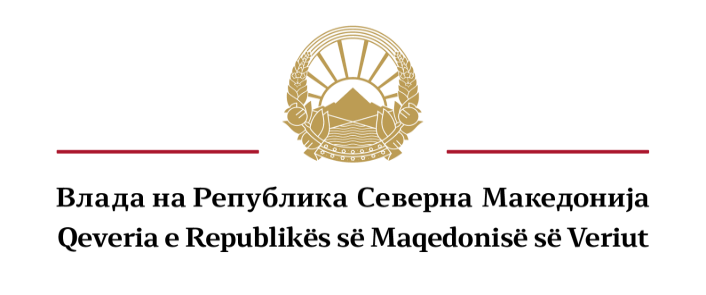 Влада на Република Северна Македонија
Qeveria e Republikës së Maqedonisë së Veriut